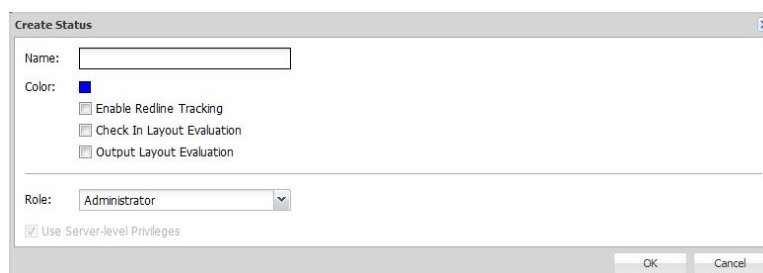 Create Status
Name:
Color:
Enable Redline Tracking
Check In Layout Evaluation
Output Layout Evaluation
Role: Administrator
Use Server-level Privileges
OK Cancel